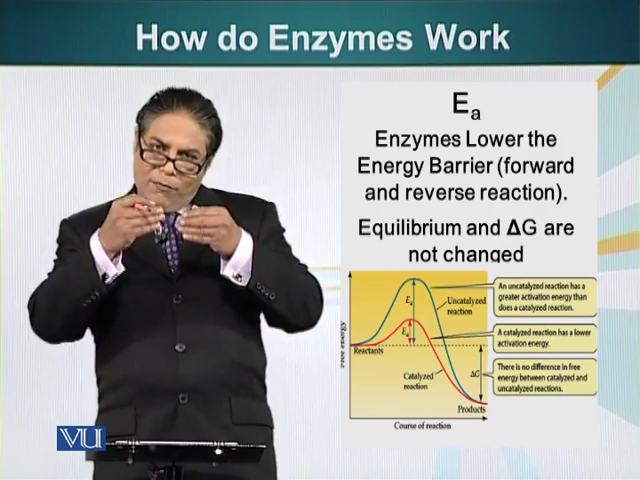 How do Enzymes Work
Ea
Enzymes Lower the
Energy Barrier (forward
and reverse reaction).
Equilibrium and ΔG are
not changed
An uncatalyzed reaction has a
greater activation energy than
does a catalyzed reaction.
Ea
Uncatalyzed
reaction
A catalyzed reaction has a lower
activation energy.
Ea
Free energy
Reactants
There is no difference in free
energy between catalyzed and
uncatalyzed reactions.
ΔG
Catalyzed
reaction
Products
Course of reaction
VU